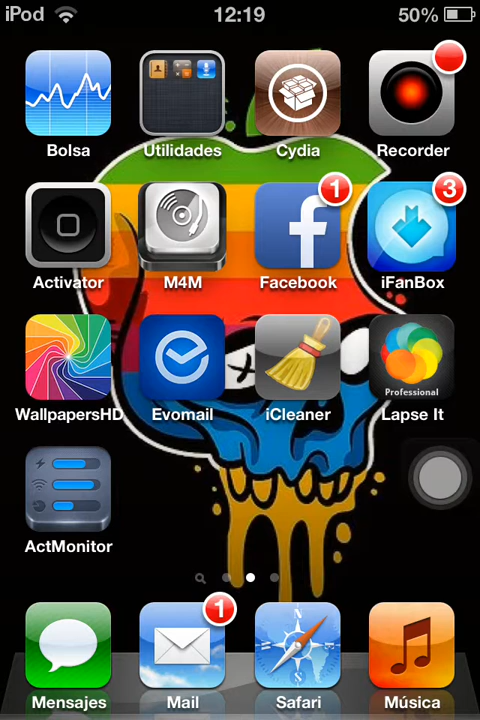 iPod 12:19 50%
Bolsa Utilidades Cydia Recorder
1 3
Activator M4M Facebook iFanBox
Professional
WallpapersHD Evomail iCleaner Lapse It
ActMonitor
1
Mensajes Mail Safari Música